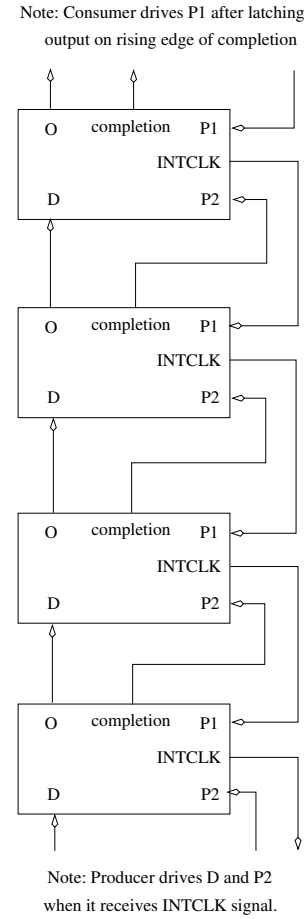 Note: Consumer drives P1 after latching
output on rising edge of completion
O completion P1
INTCLK
D P2
O completion P1
INTCLK
D P2
O completion P1
INTCLK
D P2
O completion P1
INTCLK
D P2
Note: Producer drives D and P2
when it receives INTCLK signal.